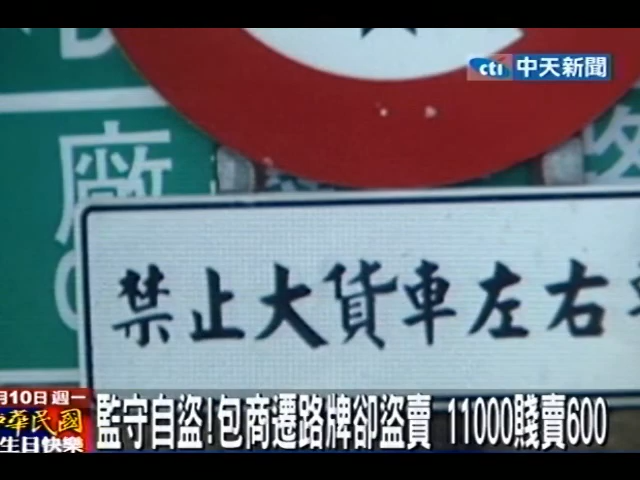 cti 中天新聞
廠
禁止大貨車左右
月10日週一
中華民國
生日快樂
監守自盜!包商遷路牌卻盜賣 11000賤賣600